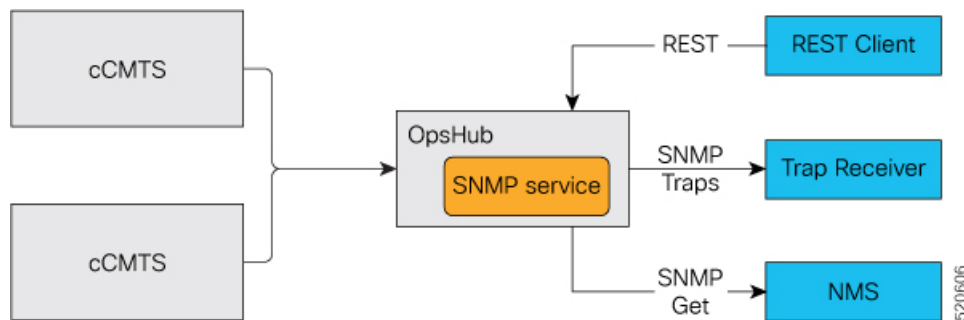 cCMTS
cCMTS
OpsHub
SNMP service
REST
REST Client
SNMP
Traps
Trap Receiver
SNMP
Get
NMS
520606